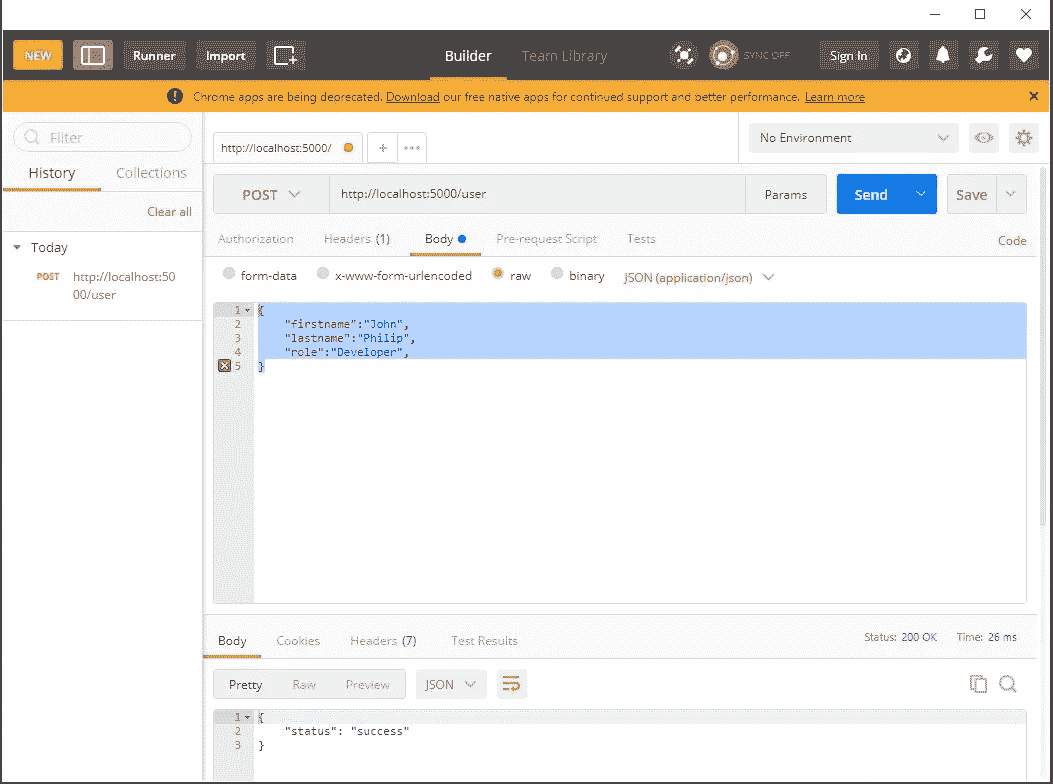 NEW Runner Import Builder Team Library SYNC OFF Sign In
Chrome apps are being deprecated. Download our free native apps for continued support and better performance. Learn more
Filter
History Collections
Clear all
Today
POST http://localhost:50
00/user
http://localhost:5000/
No Environment
POST http://localhost:5000/user Params Send Save
Authorization Headers (1) Body Pre-request Script Tests Code
form-data x-www-form-urlencoded raw binary JSON (application/json)
1 {
2 "firstname":"John",
3 "lastname":"Philip",
4 "role":"Developer",
5 }
Body Cookies Headers (7) Test Results Status: 200 OK Time: 26 ms
Pretty Raw Preview JSON
1 {
2 "status": "success"
3 }